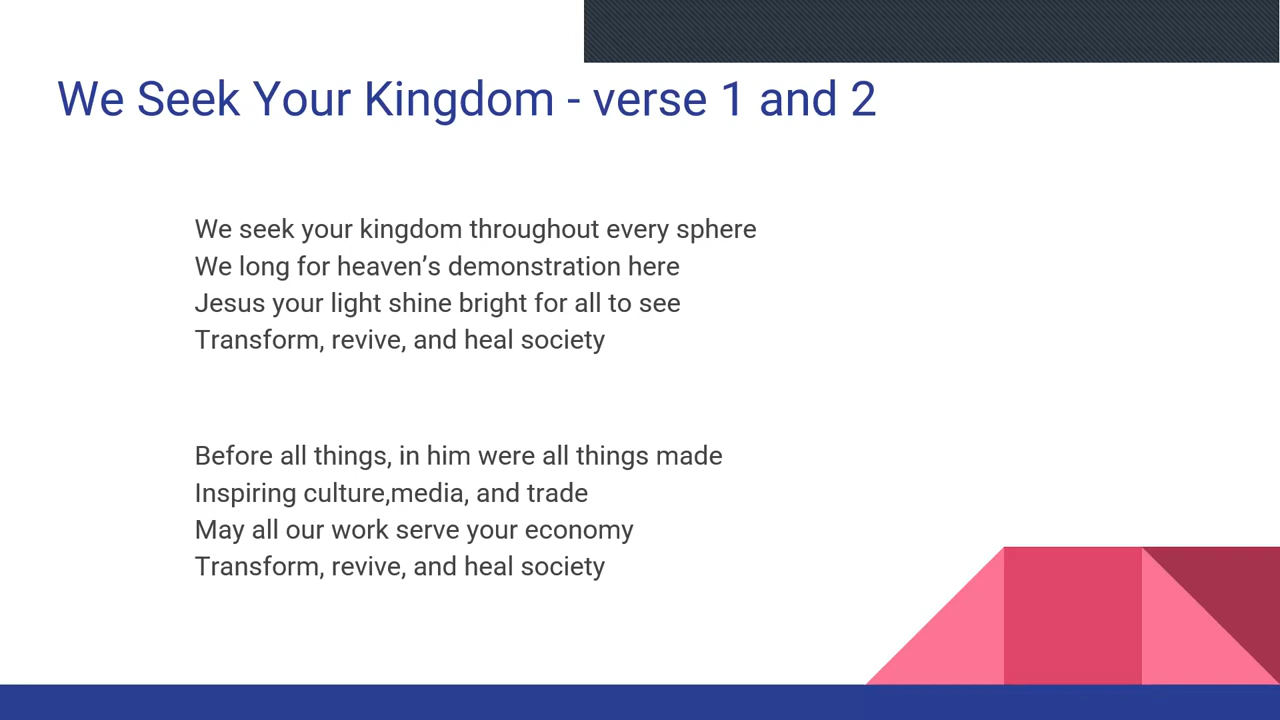 We Seek Your Kingdom - verse 1 and 2
We seek your kingdom throughout every sphere
We long for heaven’s demonstration here
Jesus your light shine bright for all to see
Transform, revive, and heal society
Before all things, in him were all things made
Inspiring culture,media, and trade
May all our work serve your economy
Transform, revive, and heal society